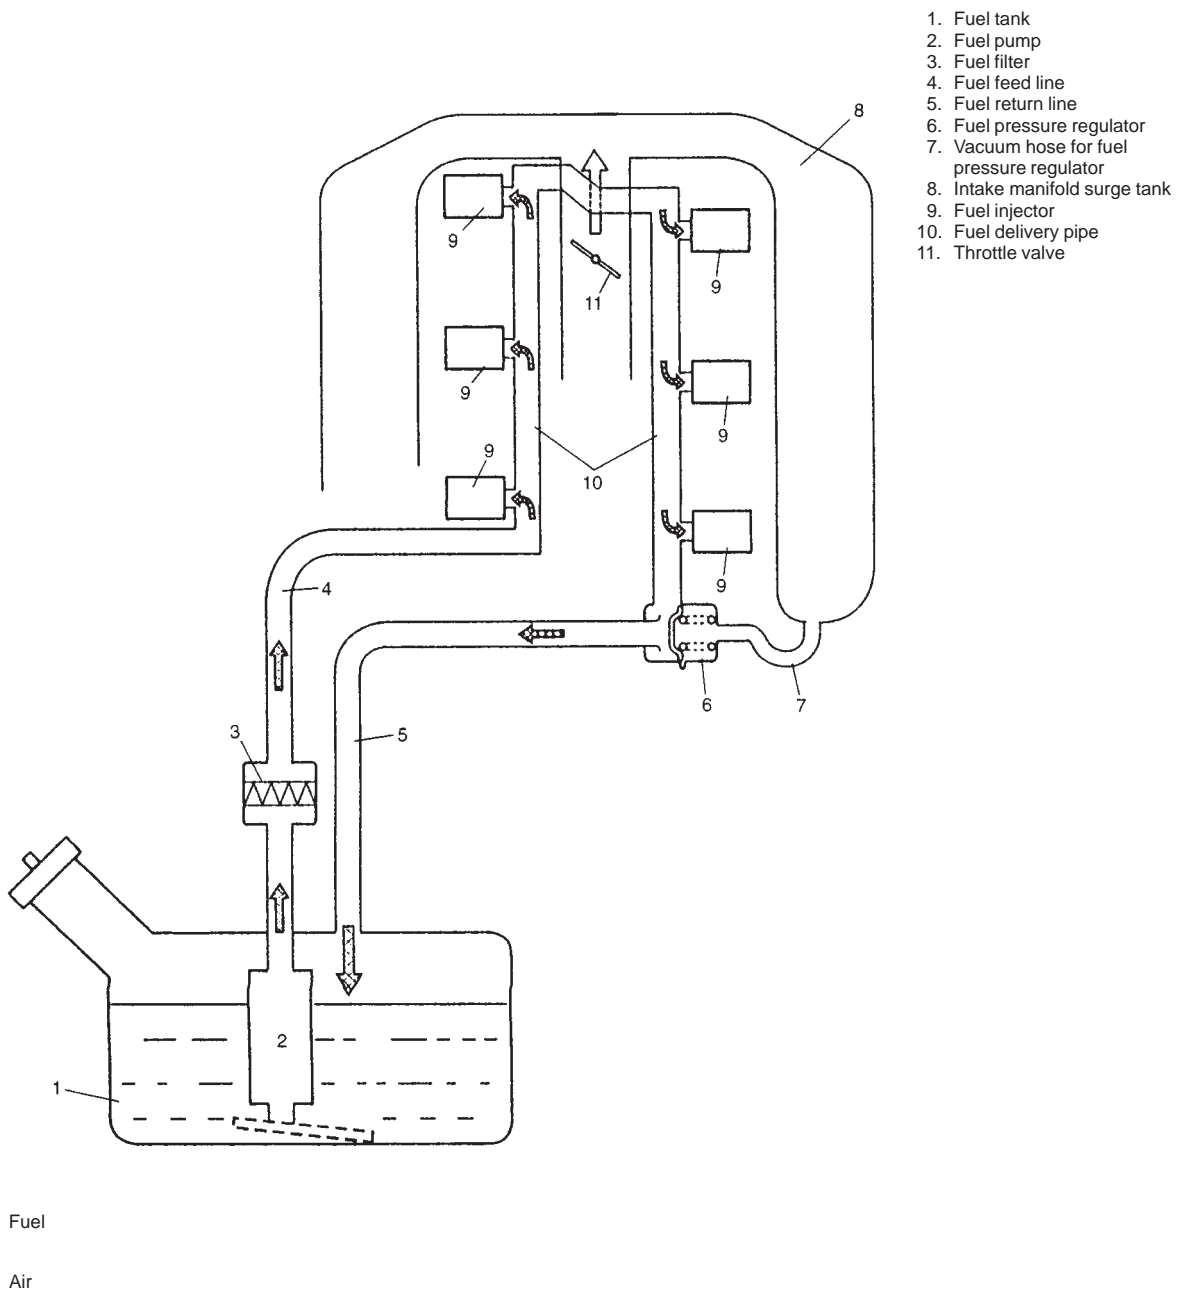 1. Fuel tank
2. Fuel pump
3. Fuel filter
4. Fuel feed line
5. Fuel return line
6. Fuel pressure regulator
7. Vacuum hose for fuel
pressure regulator
8. Intake manifold surge tank
9. Fuel injector
10. Fuel delivery pipe
11. Throttle valve
8
9
9
9
11
9
9
9
10
9
4
6
7
3
5
2
1
Fuel
Air